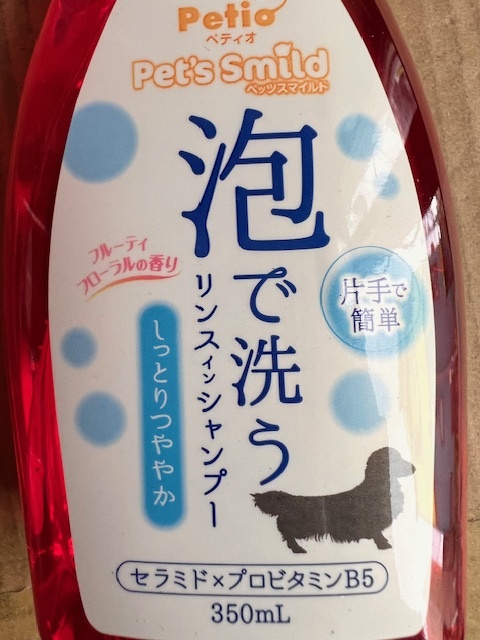 Petio
ペティオ
Pet's Smild
ペッツスマイルド
泡で洗う
リンスインシャンプー
フルーティ
フローラルの香り
片手で
簡単
しっとりつややか
セラミド×プロビタミンB5
350mL